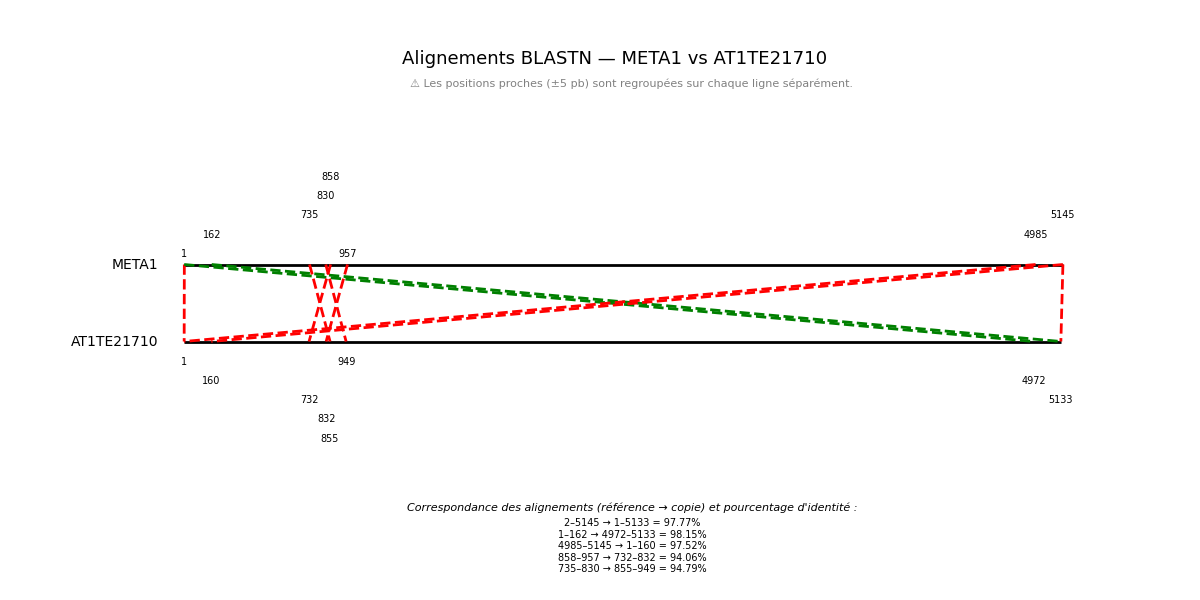 Alignements BLASTN — META1 vs AT1TE21710
⚠ Les positions proches (±5 pb) sont regroupées sur chaque ligne séparément.
858
830
735 5145
162 4985
1 957
META1
AT1TE21710
1 949
160 4972
732 5133
832
855
Correspondance des alignements (référence → copie) et pourcentage d'identité :
2–5145 → 1–5133 = 97.77%
1–162 → 4972–5133 = 98.15%
4985–5145 → 1–160 = 97.52%
858–957 → 732–832 = 94.06%
735–830 → 855–949 = 94.79%